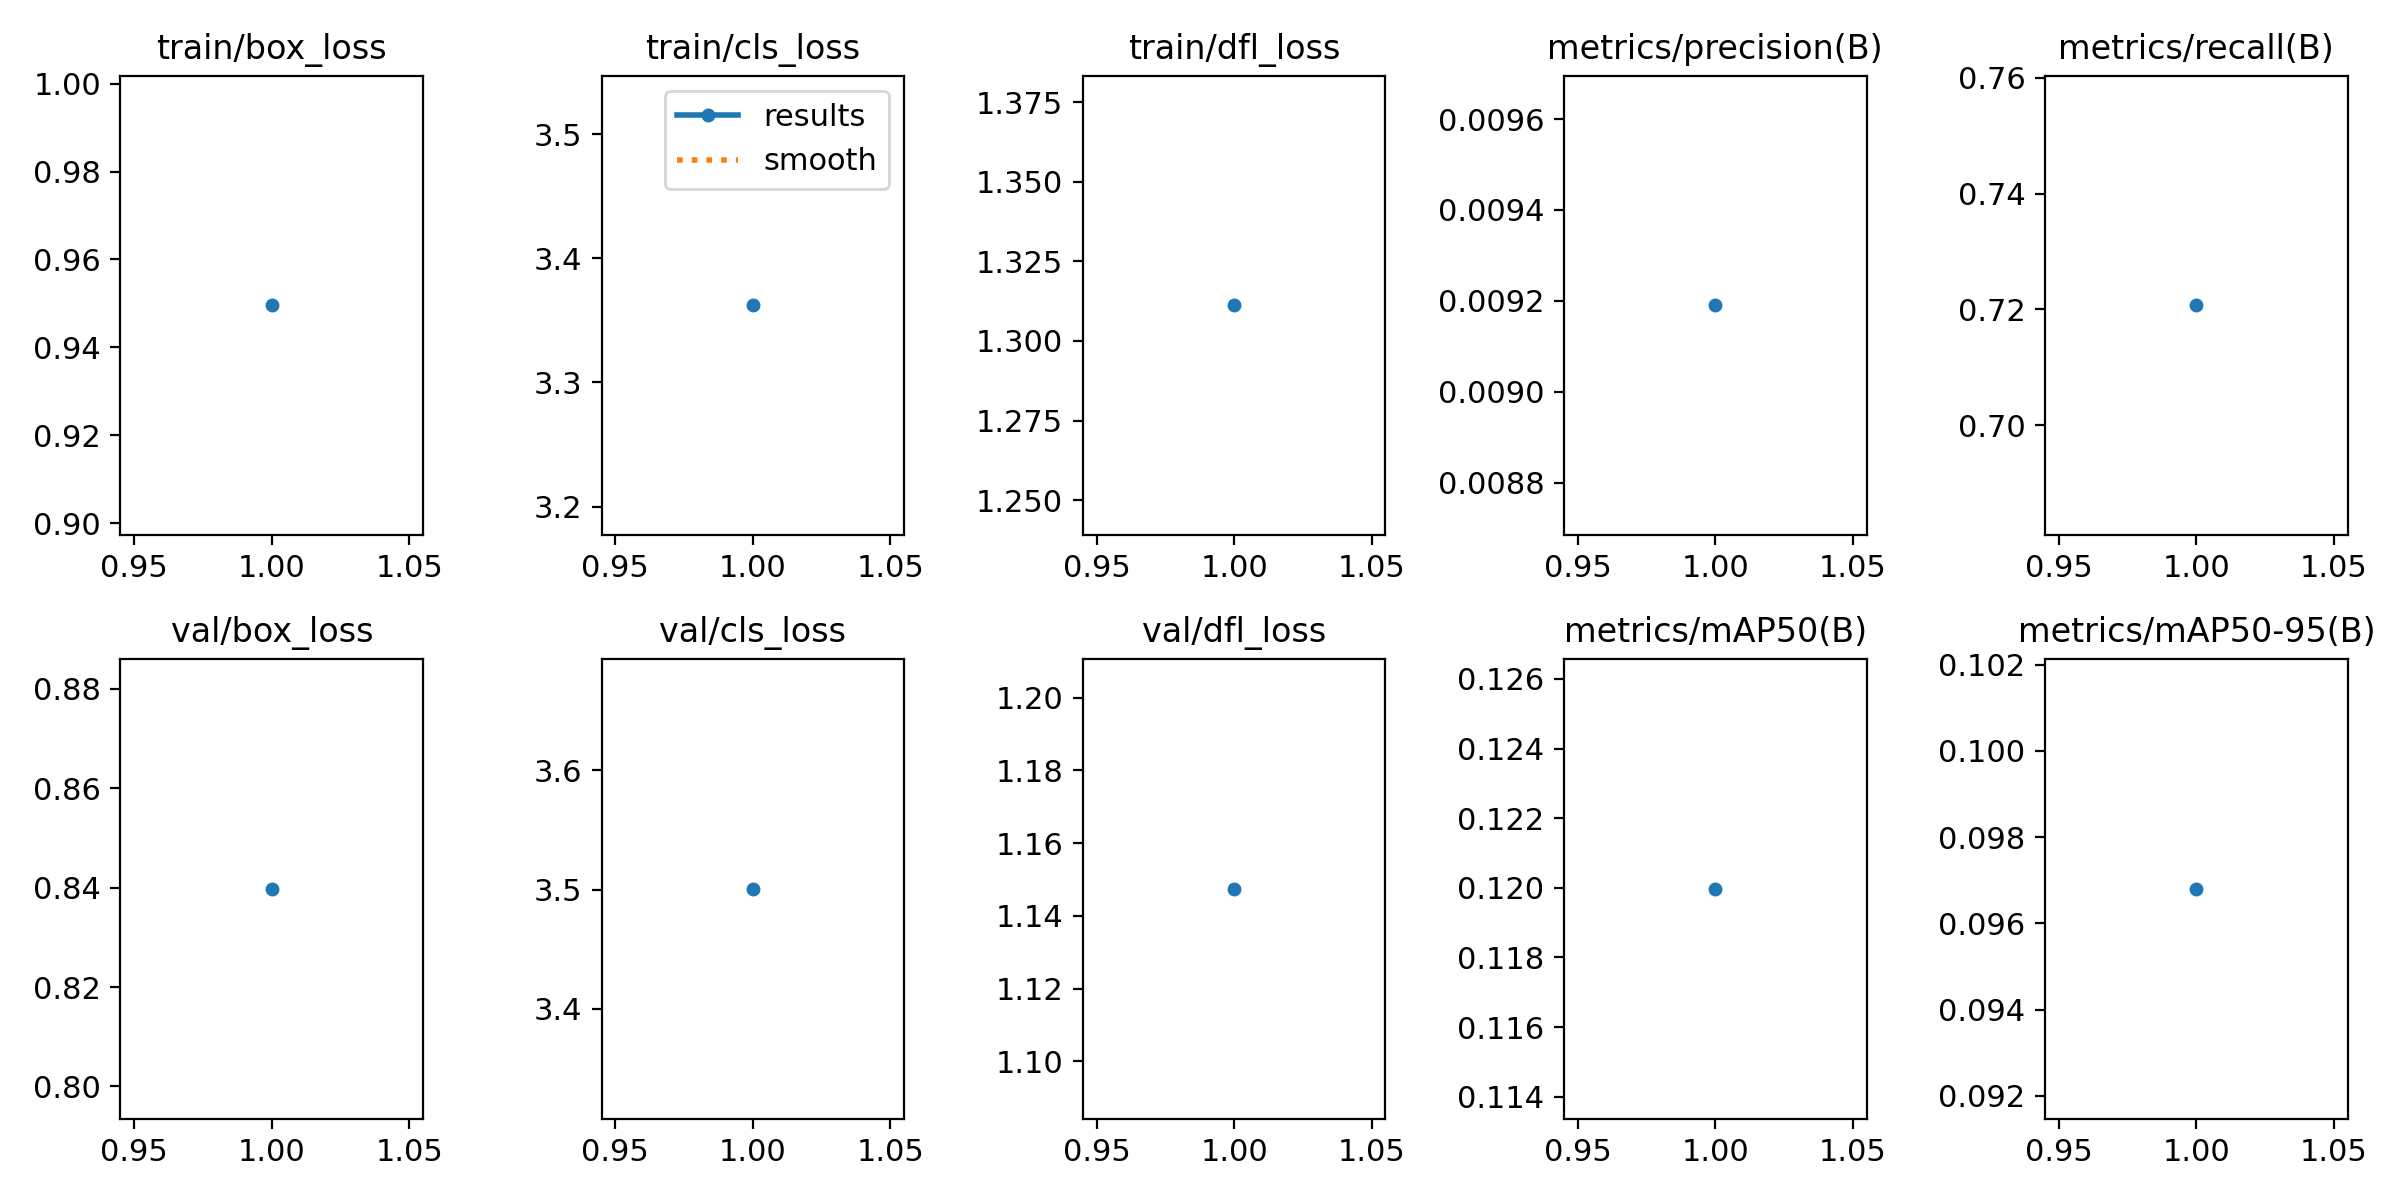 train/box_loss
1.00
0.98
0.96
0.94
0.92
0.90
0.95 1.00 1.05
train/cls_loss
results
smooth
3.5
3.4
3.3
3.2
0.95 1.00 1.05
train/dfl_loss
1.375
1.350
1.325
1.300
1.275
1.250
0.95 1.00 1.05
metrics/precision(B)
0.0096
0.0094
0.0092
0.0090
0.0088
0.95 1.00 1.05
metrics/recall(B)
0.76
0.74
0.72
0.70
0.95 1.00 1.05
val/box_loss
0.88
0.86
0.84
0.82
0.80
0.95 1.00 1.05
val/cls_loss
3.6
3.5
3.4
0.95 1.00 1.05
val/dfl_loss
1.20
1.18
1.16
1.14
1.12
1.10
0.95 1.00 1.05
metrics/mAP50(B)
0.126
0.124
0.122
0.120
0.118
0.116
0.114
0.95 1.00 1.05
metrics/mAP50-95(B)
0.102
0.100
0.098
0.096
0.094
0.092
0.95 1.00 1.05